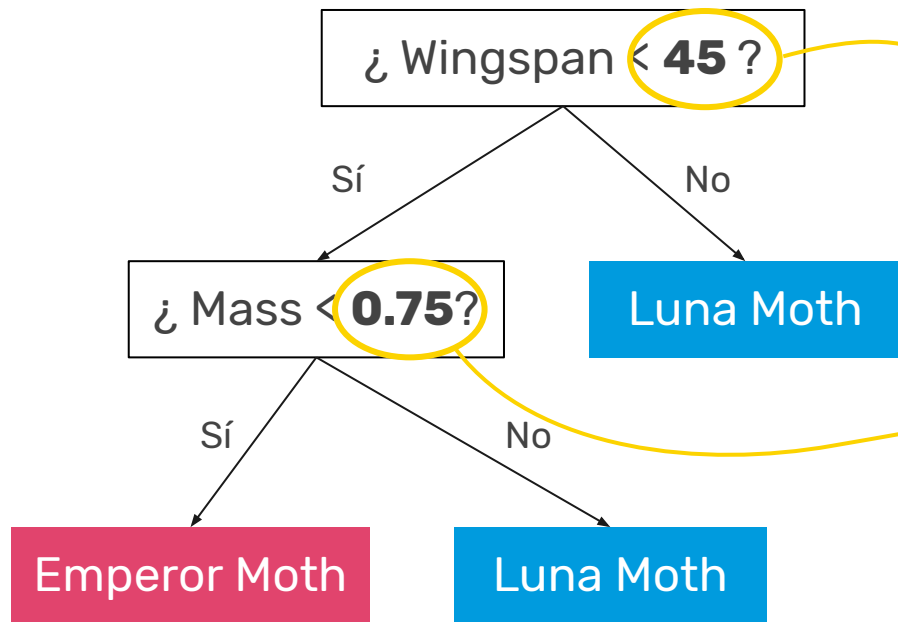 ¿ Wingspan < 45 ?
Sí
No
¿ Mass < 0.75?
Luna Moth
Sí
No
Emperor Moth
Luna Moth